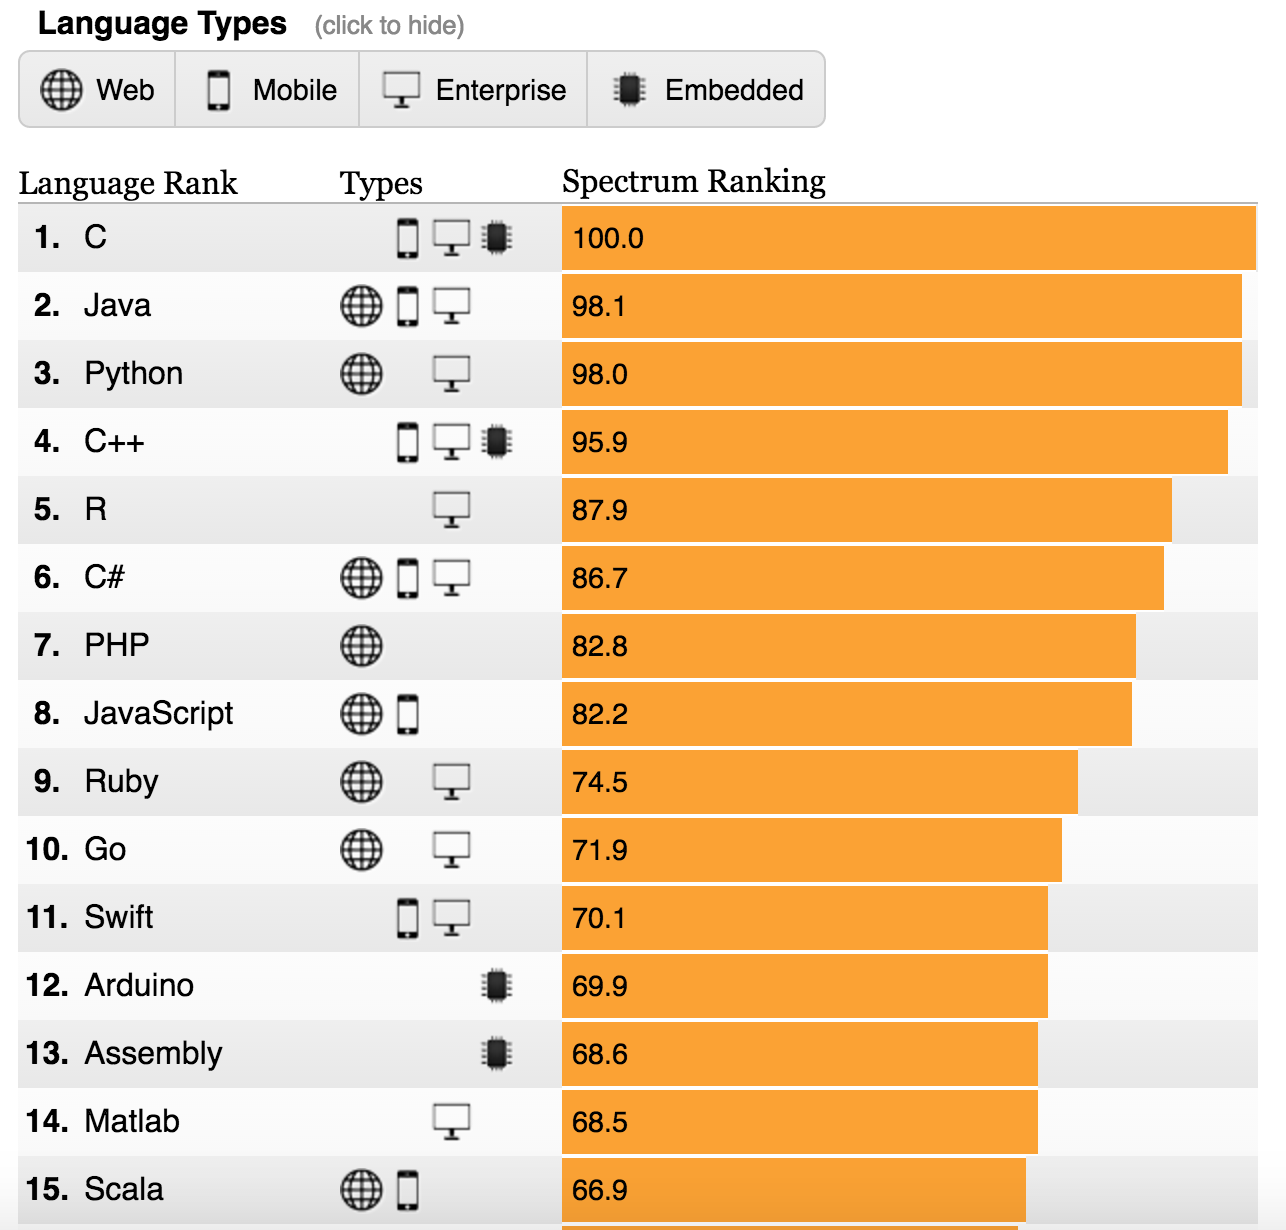 Language Types (click to hide)
Web Mobile Enterprise Embedded
Language Rank Types Spectrum Ranking
1. C 100.0
2. Java 98.1
3. Python 98.0
4. C++ 95.9
5. R 87.9
6. C# 86.7
7. PHP 82.8
8. JavaScript 82.2
9. Ruby 74.5
10. Go 71.9
11. Swift 70.1
12. Arduino 69.9
13. Assembly 68.6
14. Matlab 68.5
15. Scala 66.9